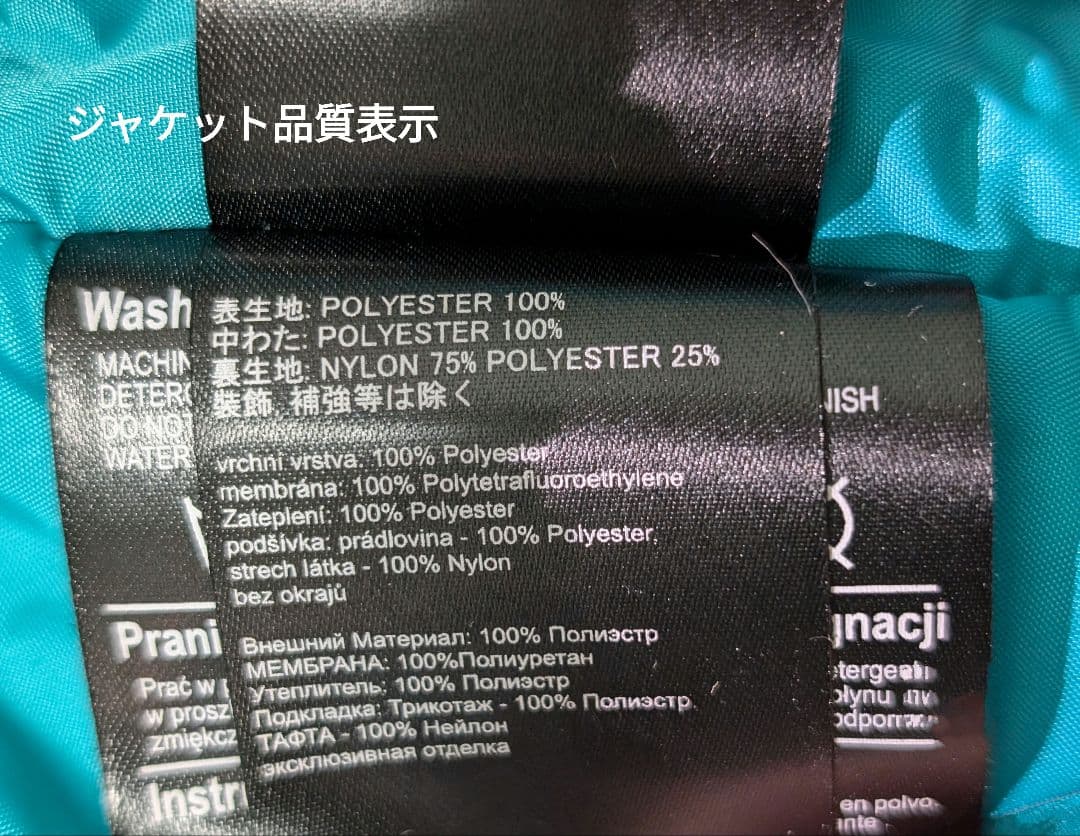 ジャケット品質表示
Wash
MACHIN
DETERG
DO NO
WATER
表生地: POLYESTER 100%
中わた: POLYESTER 100%
裏生地: NYLON 75% POLYESTER 25%
装飾, 補強等は除く
vrchní vrstva. 100% Polyester
membrána: 100% Polytetrafluoroethylene
Zateplení: 100% Polyester
podšívka: prádlovina - 100% Polyester,
strech látka - 100% Nylon
bez okrajů
Внешний Материал: 100% Полиэстр
МЕМБРАНА: 100%Полиуретан
Утеплитель: 100% Полиэстр
Подкладка: Трикотаж - 100% Полиэстр,
ТАФТА - 100% Нейлон
эксклюзивная отделка
Prani
Prać w
w prosz
zmiękcz
Instr
NISH
gnacji
płynu
en polvo.